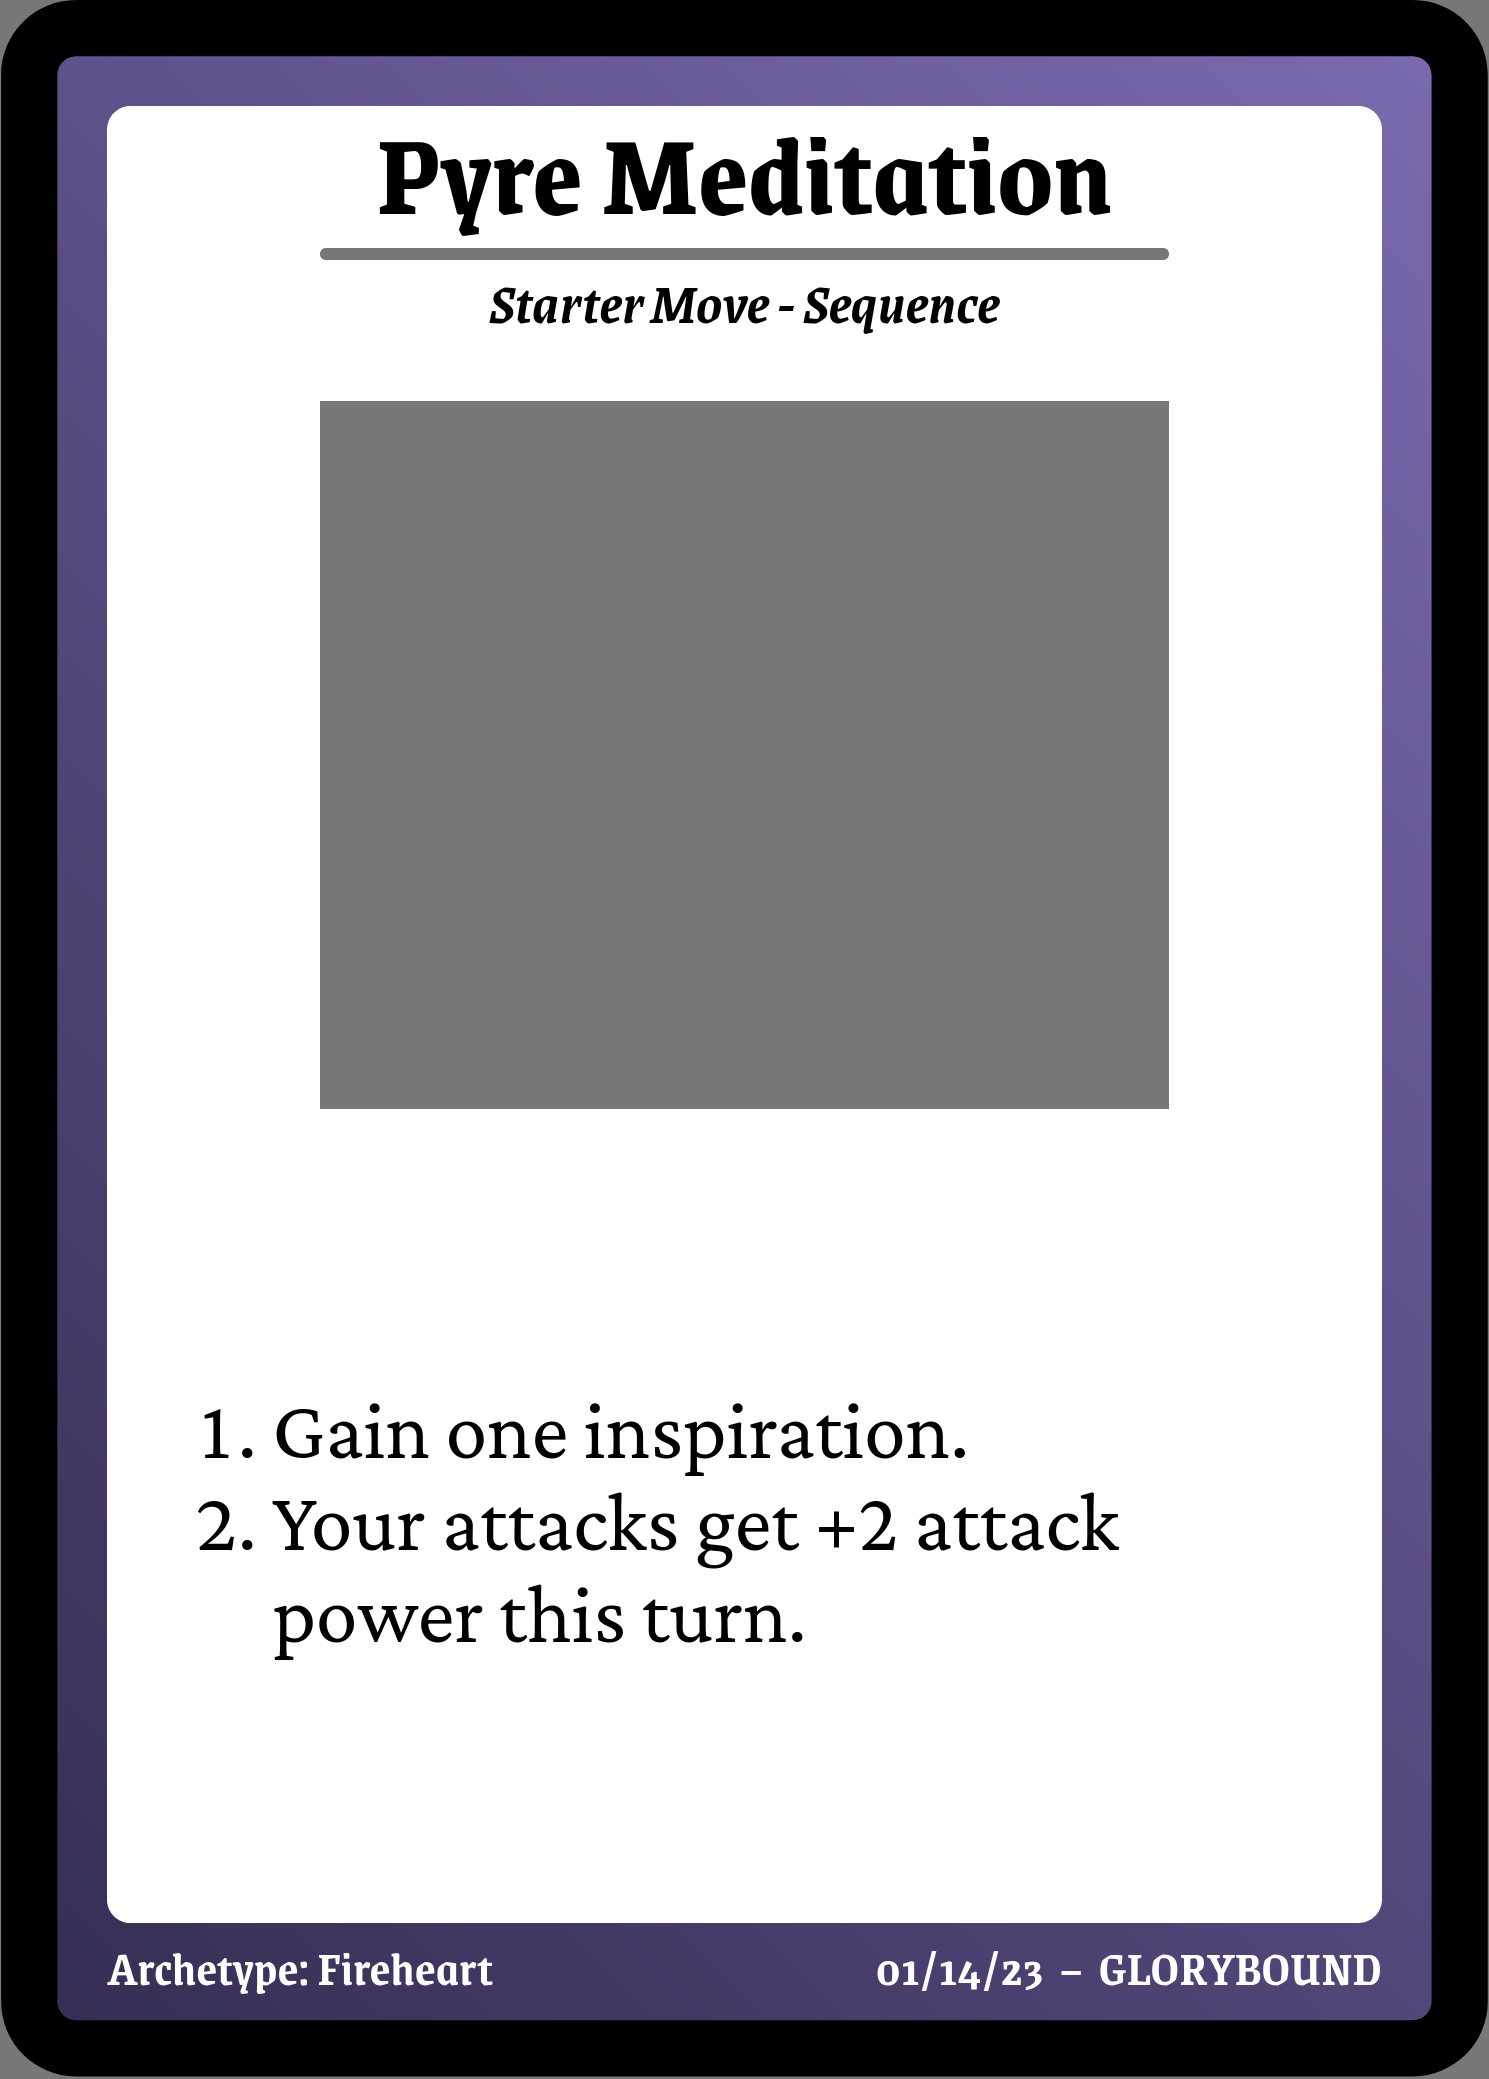 Pyre Meditation
Starter Move - Sequence
1. Gain one inspiration.
2. Your attacks get +2 attack
power this turn.
Archetype: Fireheart
01/14/23 – GLORYBOUND